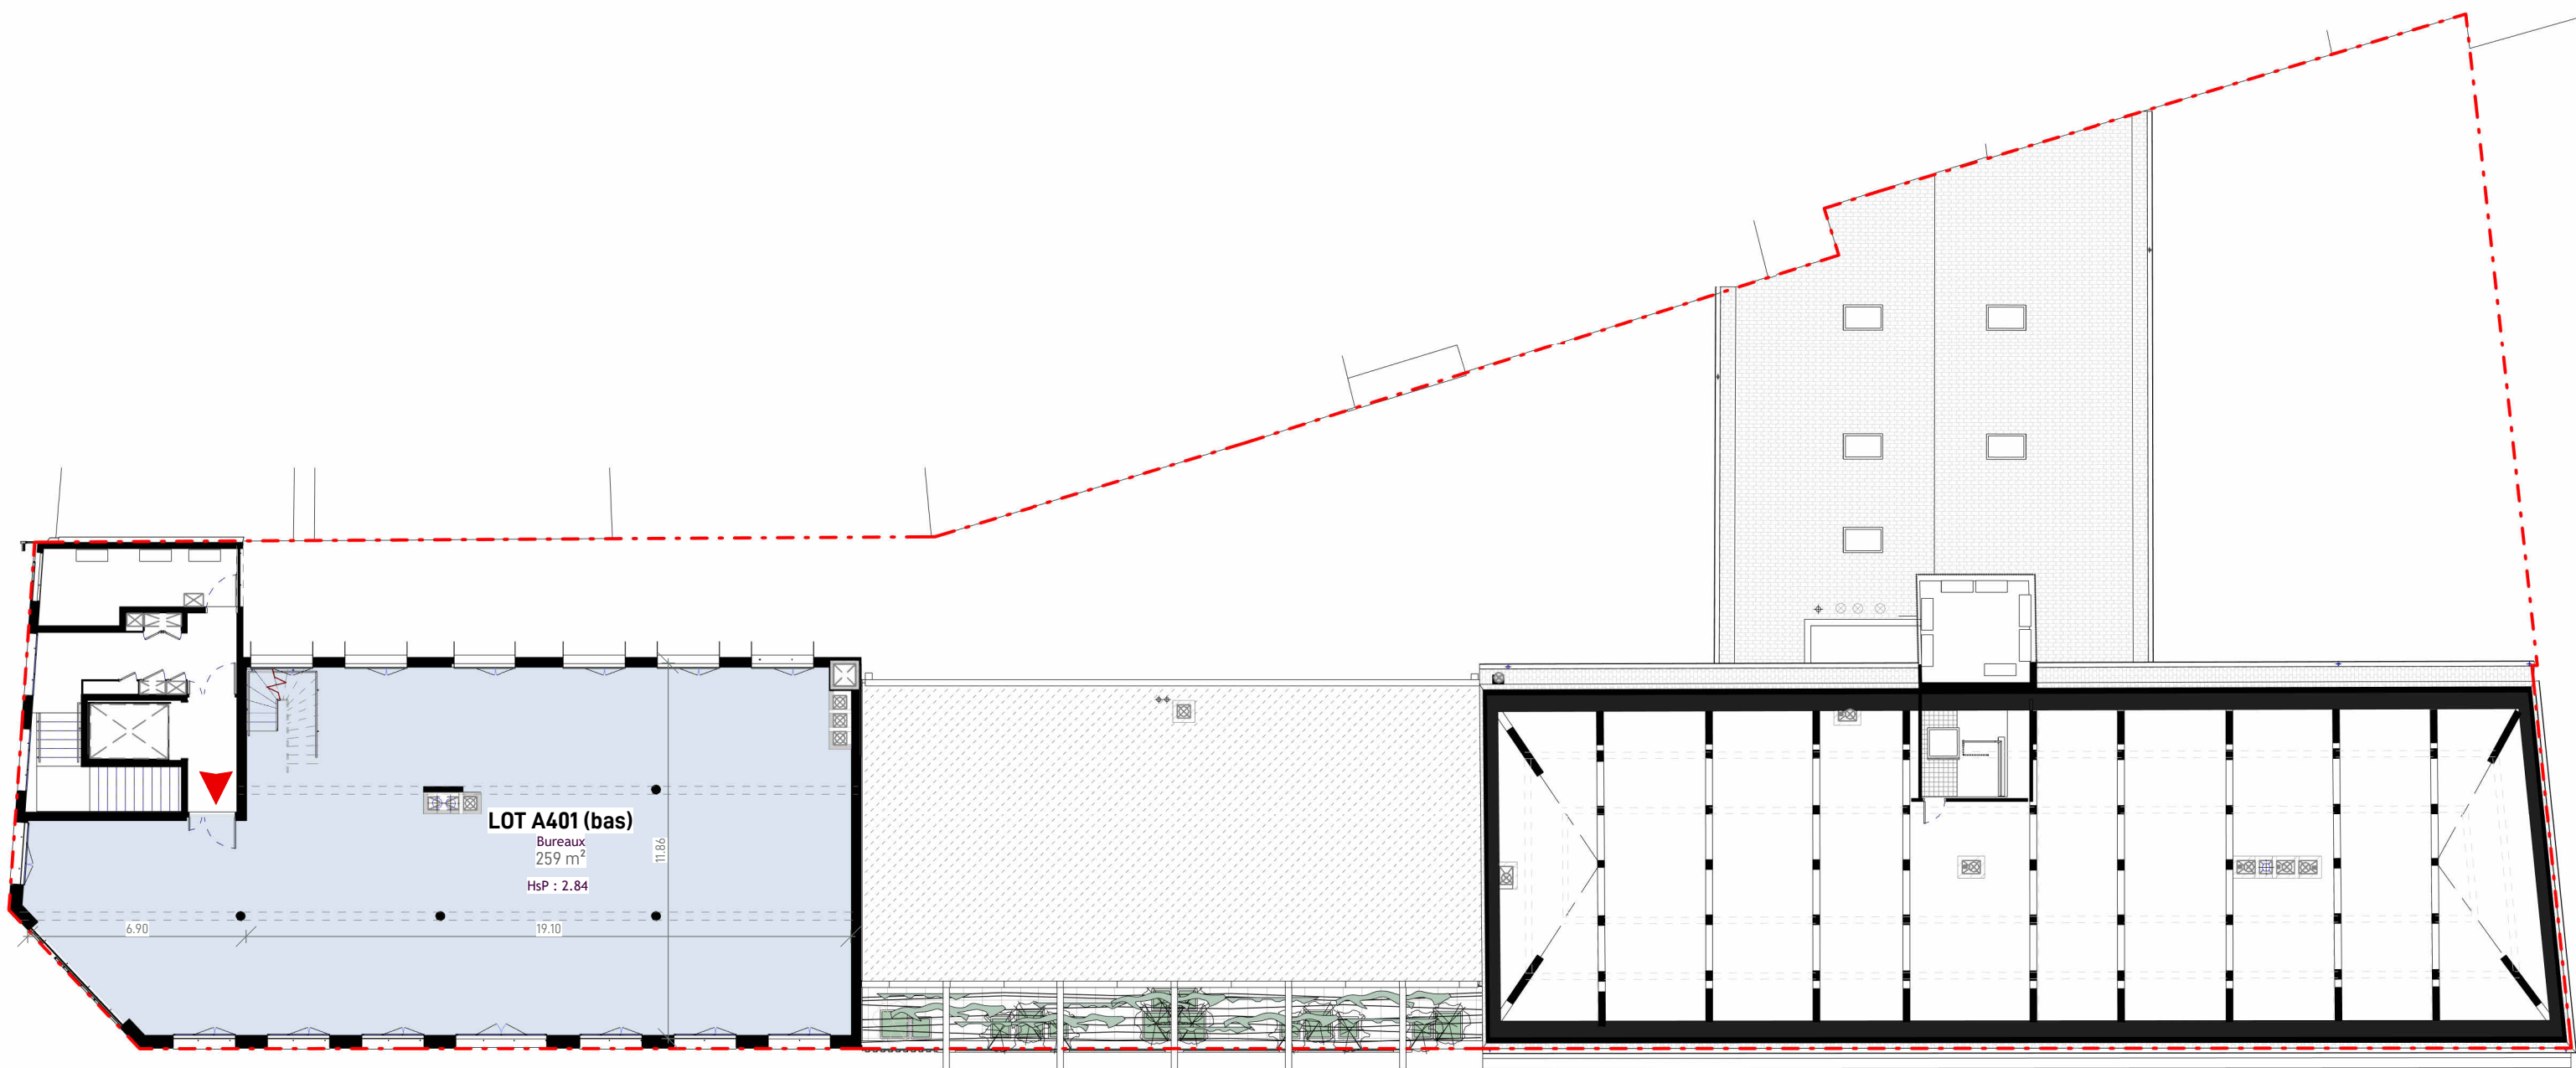 LOT A401 (bas)
Bureaux
259 m²
HsP : 2.84
11.86
6.90
19.10